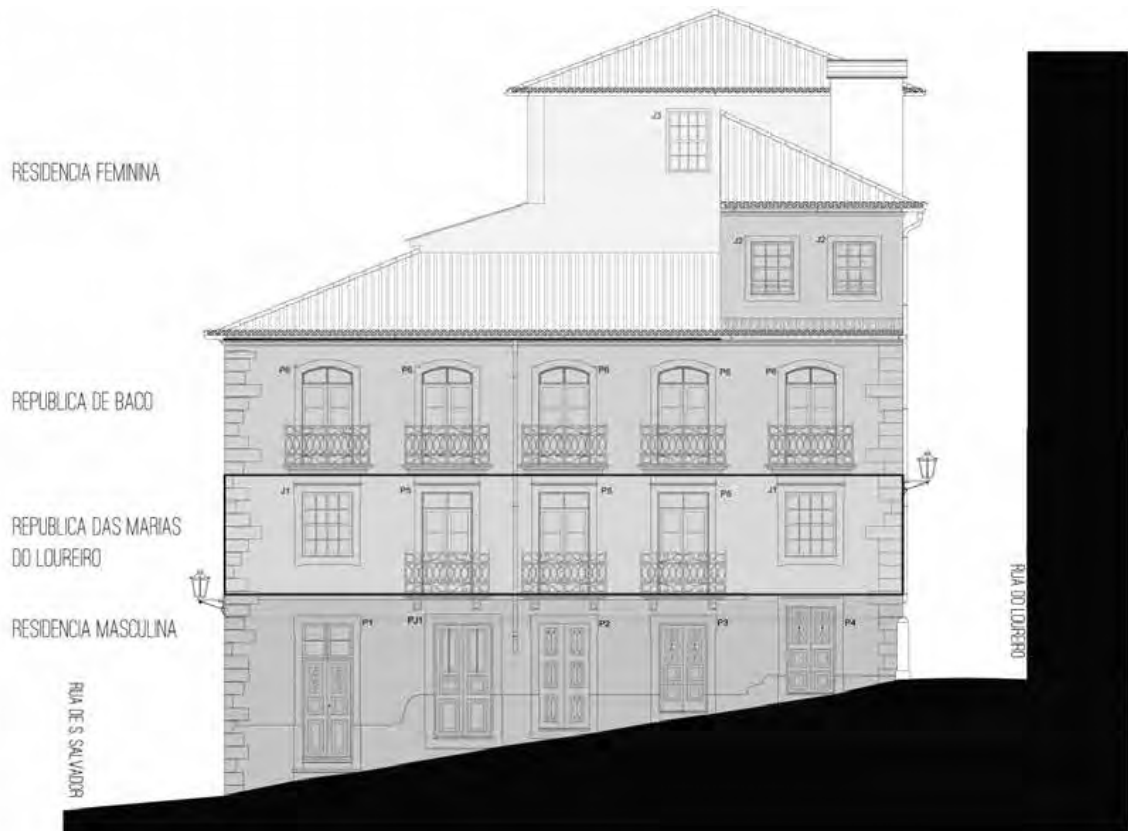 J3
RESIDENCIA FEMININA
J2 J2
P6 P6 P6 P6 P6
REPUBLICA DE BACO
J1 P5 P5 P5 J1
REPUBLICA DAS MARIAS
DO LOUREIRO
RUA DO LOUREIRO
RESIDENCIA MASCULINA
P1 PJ1 P2 P3 P4
RUA DE S SALVADOR